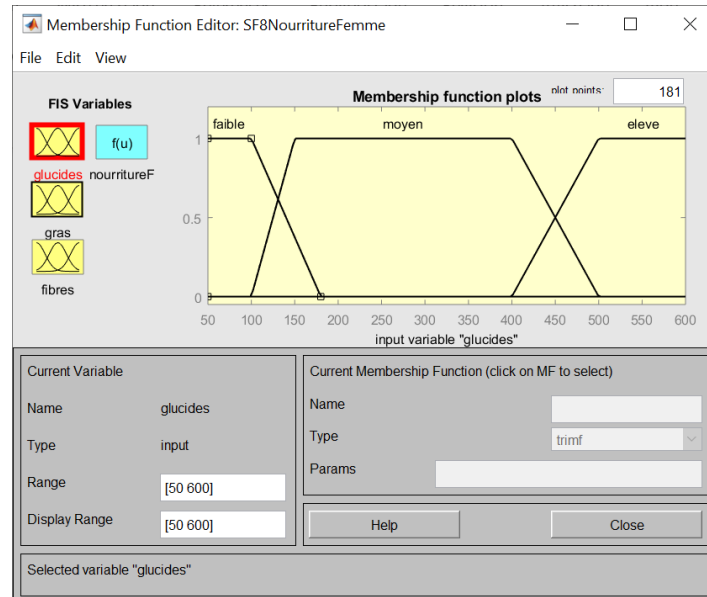 Membership Function Editor: SF8NourritureFemme
File Edit View
FIS Variables
f(u)
glucides nourritureF
gras
fibres
Membership function plots plot points: 181
faible moyen eleve
1
0.5
0
50 100 150 200 250 300 350 400 450 500 550 600
input variable "glucides"
Current Variable
Name glucides
Type input
Range [50 600]
Display Range [50 600]
Current Membership Function (click on MF to select)
Name
Type trimf
Params
Help Close
Selected variable "glucides"